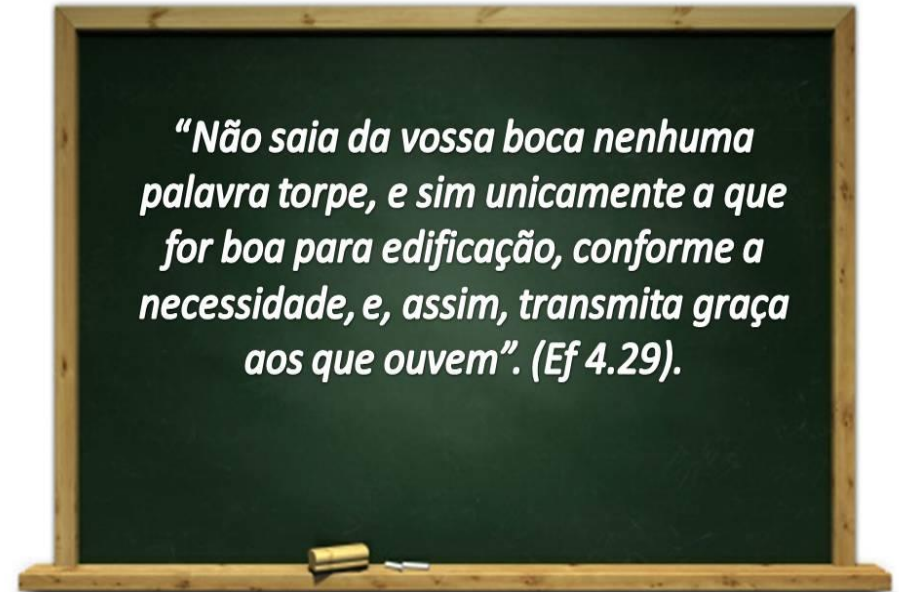 “Não saia da vossa boca nenhuma
palavra torpe, e sim unicamente a que
for boa para edificação, conforme a
necessidade, e, assim, transmita graça
aos que ouvem”. (Ef 4.29).